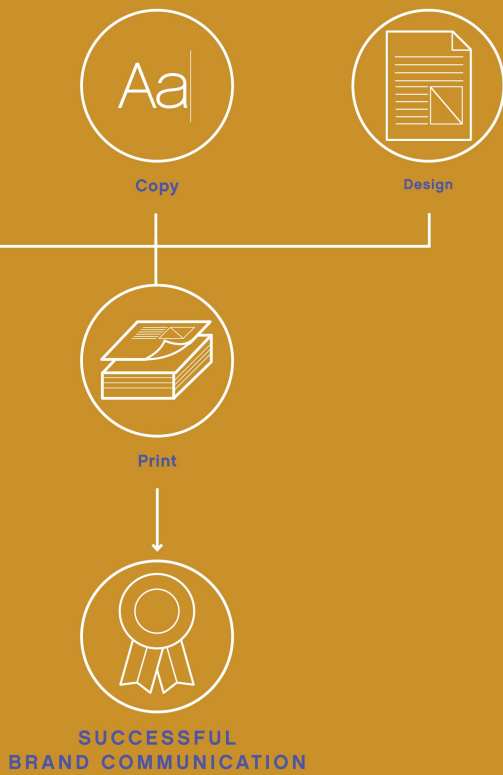 Aa
Copy
Design
Print
SUCCESSFUL
BRAND COMMUNICATION